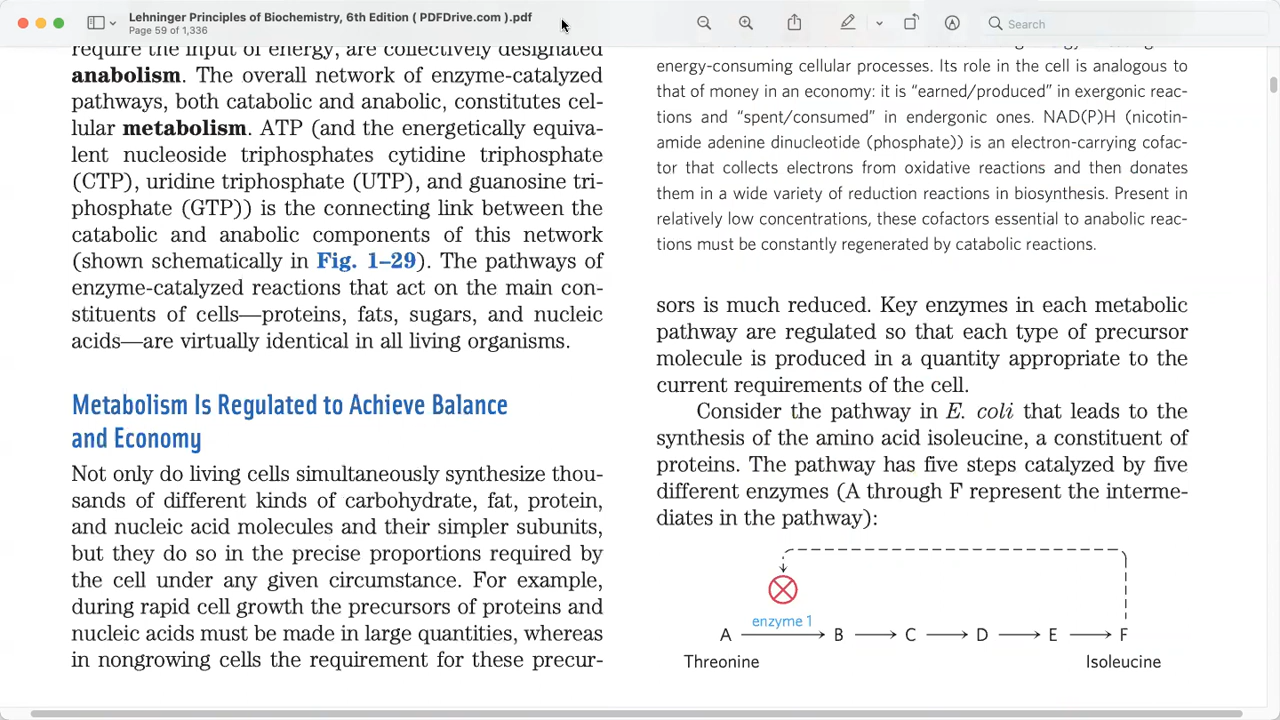 Lehninger Principles of Biochemistry, 6th Edition ( PDFDrive.com ).pdf
Page 59 of 1,336
Search
require the input of energy, are collectively designated
anabolism. The overall network of enzyme-catalyzed
pathways, both catabolic and anabolic, constitutes cel-
lular metabolism. ATP (and the energetically equiva-
lent nucleoside triphosphates cytidine triphosphate
(CTP), uridine triphosphate (UTP), and guanosine tri-
phosphate (GTP)) is the connecting link between the
catabolic and anabolic components of this network
(shown schematically in Fig. 1–29). The pathways of
enzyme-catalyzed reactions that act on the main con-
stituents of cells—proteins, fats, sugars, and nucleic
acids—are virtually identical in all living organisms.
Metabolism Is Regulated to Achieve Balance
and Economy
Not only do living cells simultaneously synthesize thou-
sands of different kinds of carbohydrate, fat, protein,
and nucleic acid molecules and their simpler subunits,
but they do so in the precise proportions required by
the cell under any given circumstance. For example,
during rapid cell growth the precursors of proteins and
nucleic acids must be made in large quantities, whereas
in nongrowing cells the requirement for these precur-
energy-consuming cellular processes. Its role in the cell is analogous to
that of money in an economy: it is “earned/produced” in exergonic reac-
tions and “spent/consumed” in endergonic ones. NAD(P)H (nicotin-
amide adenine dinucleotide (phosphate)) is an electron-carrying cofac-
tor that collects electrons from oxidative reactions and then donates
them in a wide variety of reduction reactions in biosynthesis. Present in
relatively low concentrations, these cofactors essential to anabolic reac-
tions must be constantly regenerated by catabolic reactions.
sors is much reduced. Key enzymes in each metabolic
pathway are regulated so that each type of precursor
molecule is produced in a quantity appropriate to the
current requirements of the cell.
Consider the pathway in E. coli that leads to the
synthesis of the amino acid isoleucine, a constituent of
proteins. The pathway has five steps catalyzed by five
different enzymes (A through F represent the interme-
diates in the pathway):
enzyme 1
A B C D E F
Threonine Isoleucine